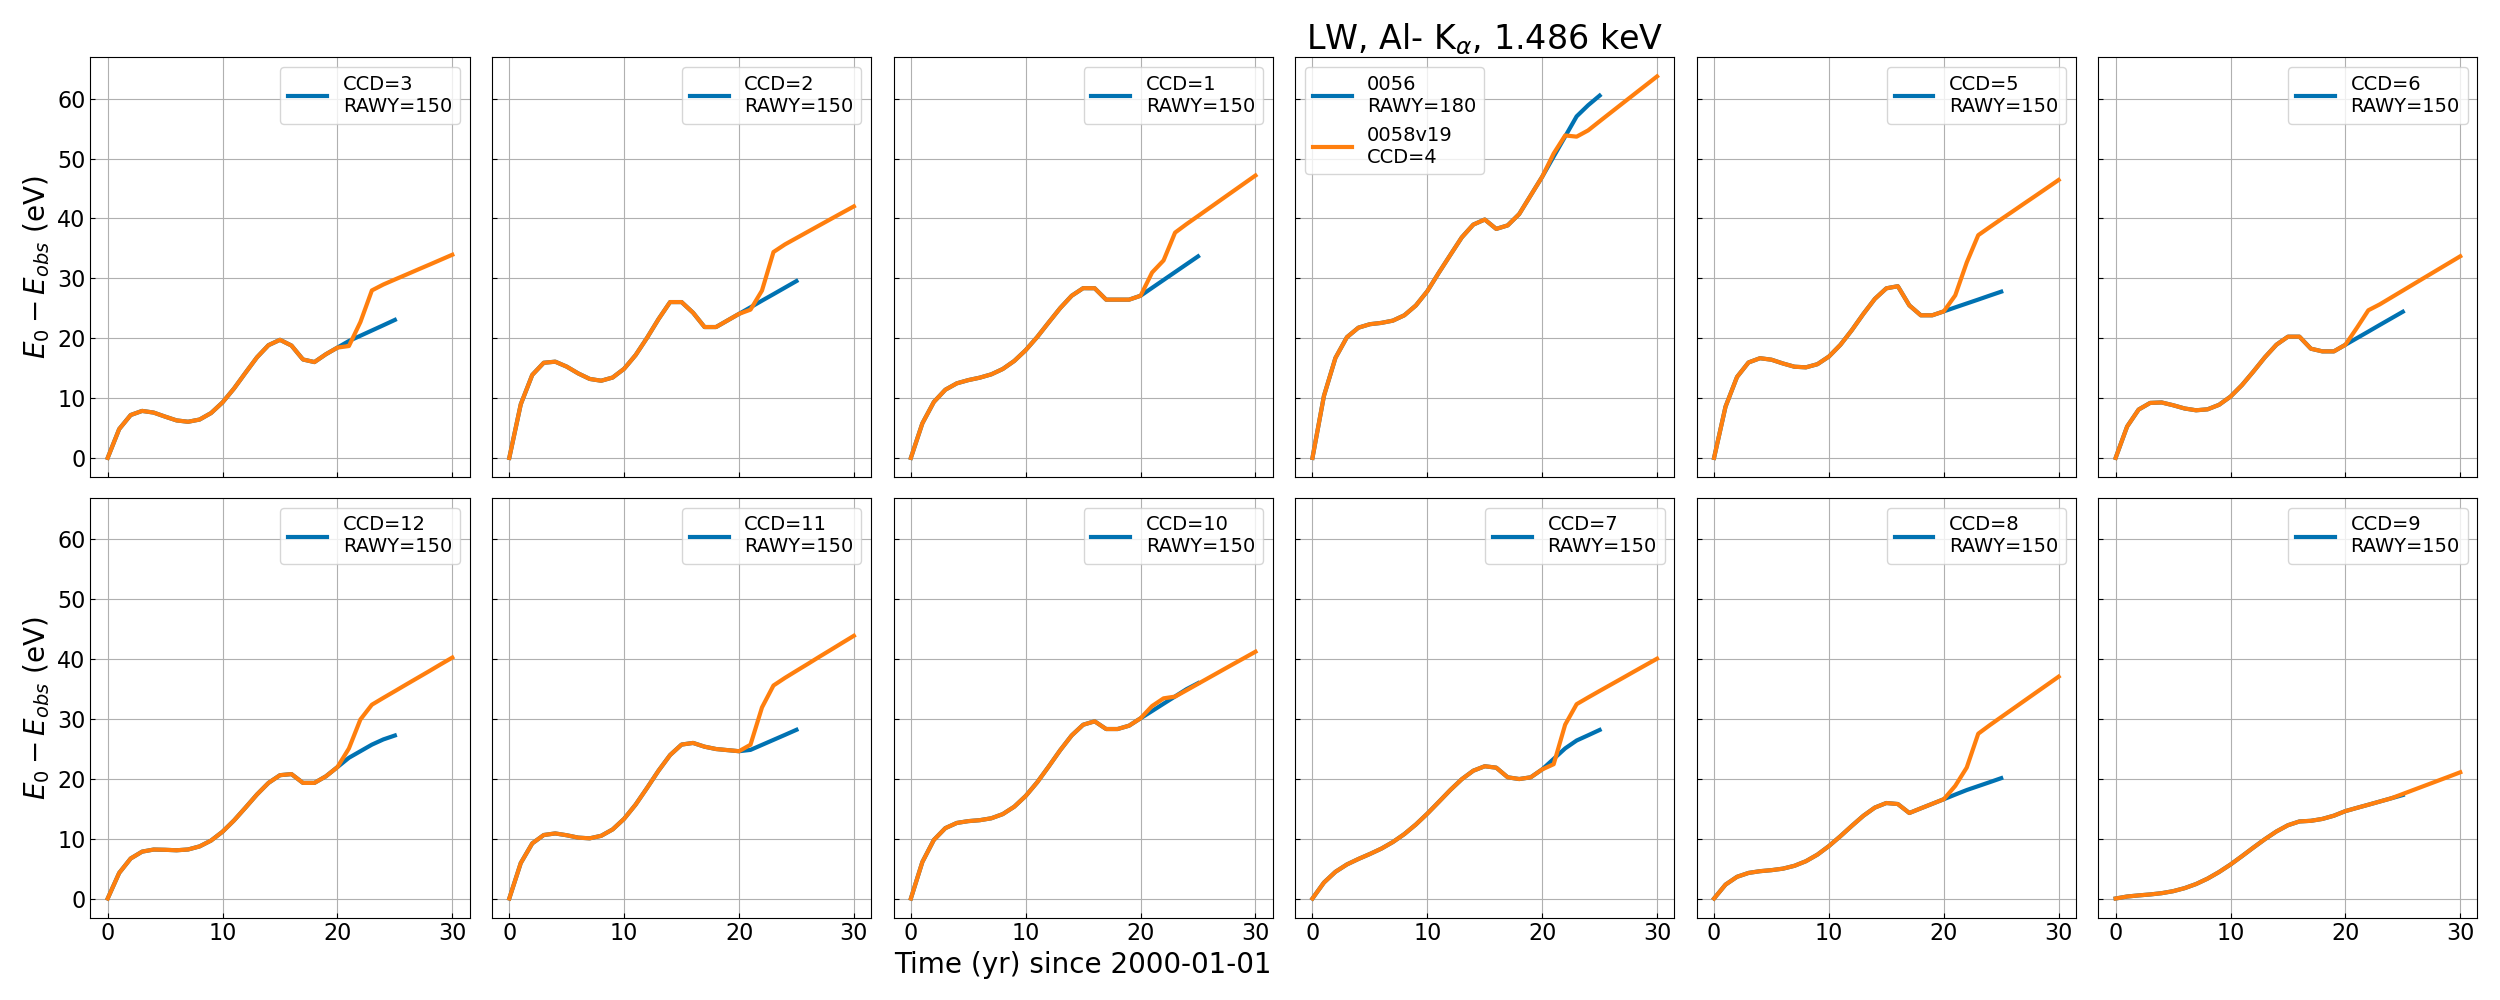 LW, Al- Kα, 1.486 keV
CCD=3
RAWY=150
CCD=2
RAWY=150
CCD=1
RAWY=150
0056
RAWY=180
0058v19
CCD=4
CCD=5
RAWY=150
CCD=6
RAWY=150
E0 − Eobs (eV)
60
50
40
30
20
10
0
CCD=12
RAWY=150
CCD=11
RAWY=150
CCD=10
RAWY=150
CCD=7
RAWY=150
CCD=8
RAWY=150
CCD=9
RAWY=150
E0 − Eobs (eV)
60
50
40
30
20
10
0
0 10 20 30
0 10 20 30
0 10 20 30
0 10 20 30
0 10 20 30
0 10 20 30
Time (yr) since 2000-01-01